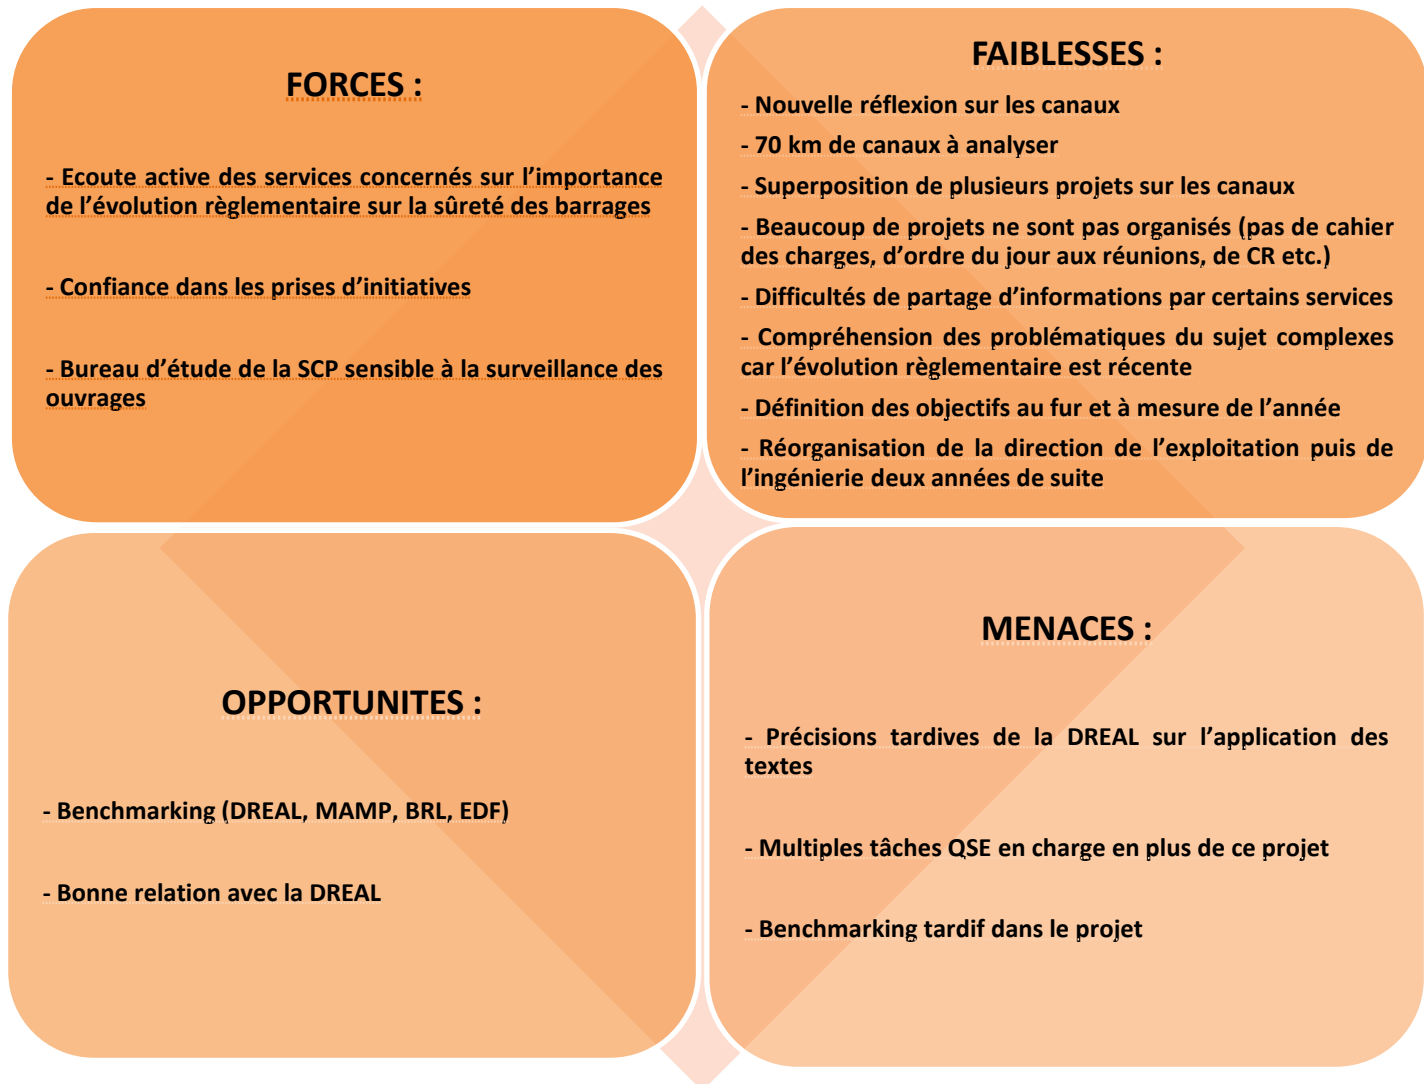 FORCES :
- Ecoute active des services concernés sur l’importance
de l’évolution règlementaire sur la sûreté des barrages
- Confiance dans les prises d’initiatives
- Bureau d’étude de la SCP sensible à la surveillance des
ouvrages
FAIBLESSES :
- Nouvelle réflexion sur les canaux
- 70 km de canaux à analyser
- Superposition de plusieurs projets sur les canaux
- Beaucoup de projets ne sont pas organisés (pas de cahier
des charges, d’ordre du jour aux réunions, de CR etc.)
- Difficultés de partage d’informations par certains services
- Compréhension des problématiques du sujet complexes
car l’évolution règlementaire est récente
- Définition des objectifs au fur et à mesure de l’année
- Réorganisation de la direction de l’exploitation puis de
l’ingénierie deux années de suite
OPPORTUNITES :
- Benchmarking (DREAL, MAMP, BRL, EDF)
- Bonne relation avec la DREAL
MENACES :
- Précisions tardives de la DREAL sur l’application des
textes
- Multiples tâches QSE en charge en plus de ce projet
- Benchmarking tardif dans le projet